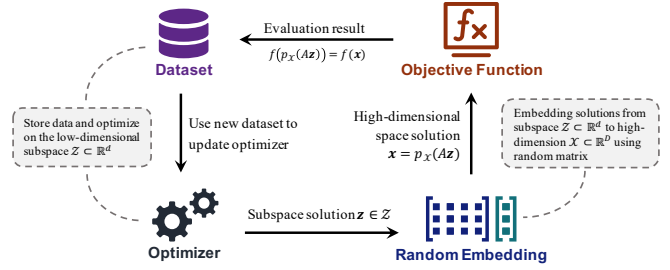 Evaluation result
f(p_𝒳(A𝒛)) = f(𝒙)
fx
Dataset
Objective Function
Store data and optimize
on the low-dimensional
subspace 𝒵 ⊂ ℝ^d
Use new dataset to
update optimizer
High-dimensional
space solution
𝒙 = p_𝒳(A𝒛)
Embedding solutions from
subspace 𝒵 ⊂ ℝ^d to high-
dimension 𝒳 ⊂ ℝ^D using
random matrix
Optimizer
Subspace solution 𝒛 ∈ 𝒵
Random Embedding